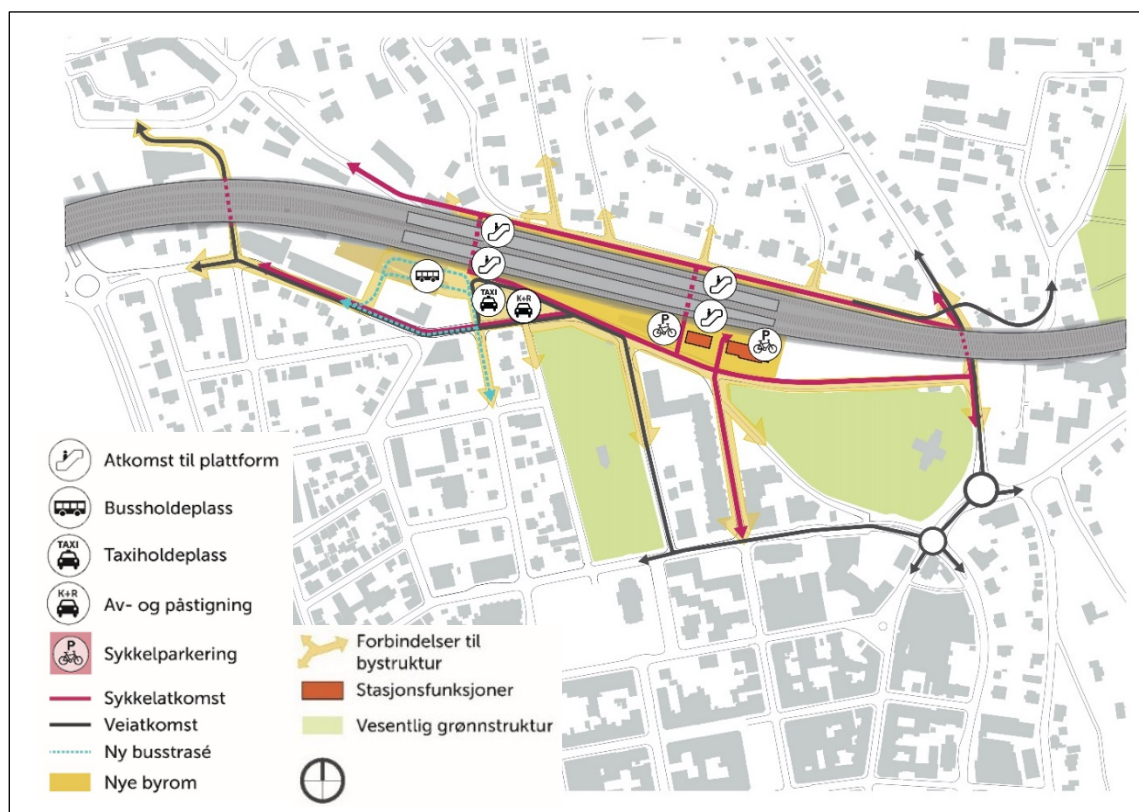 TAXI
K+R
P
P
Atkomst til plattform
Bussholdeplass
TAXI
Taxiholdeplass
K+R
Av- og påstigning
P
Sykkelparkering
Sykkelatkomst
Veiatkomst
Ny busstrasé
Nye byrom
Forbindelser til
bystruktur
Stasjonsfunksjoner
Vesentlig grønnstruktur